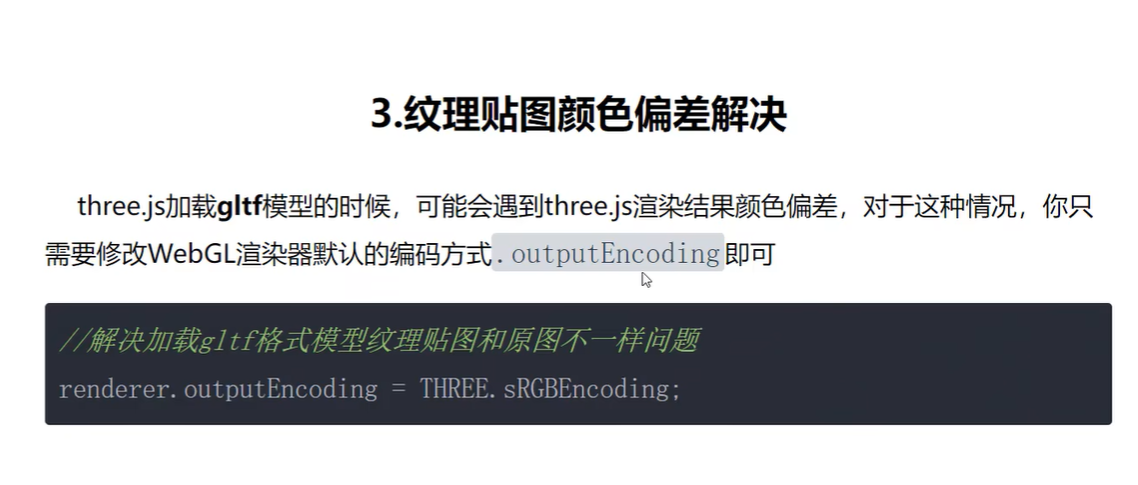 3.纹理贴图颜色偏差解决
three.js加载gltf模型的时候，可能会遇到three.js渲染结果颜色偏差，对于这种情况，你只
需要修改WebGL渲染器默认的编码方式.outputEncoding即可
//解决加载gltf格式模型纹理贴图和原图不一样问题
renderer.outputEncoding = THREE.sRGBEncoding;